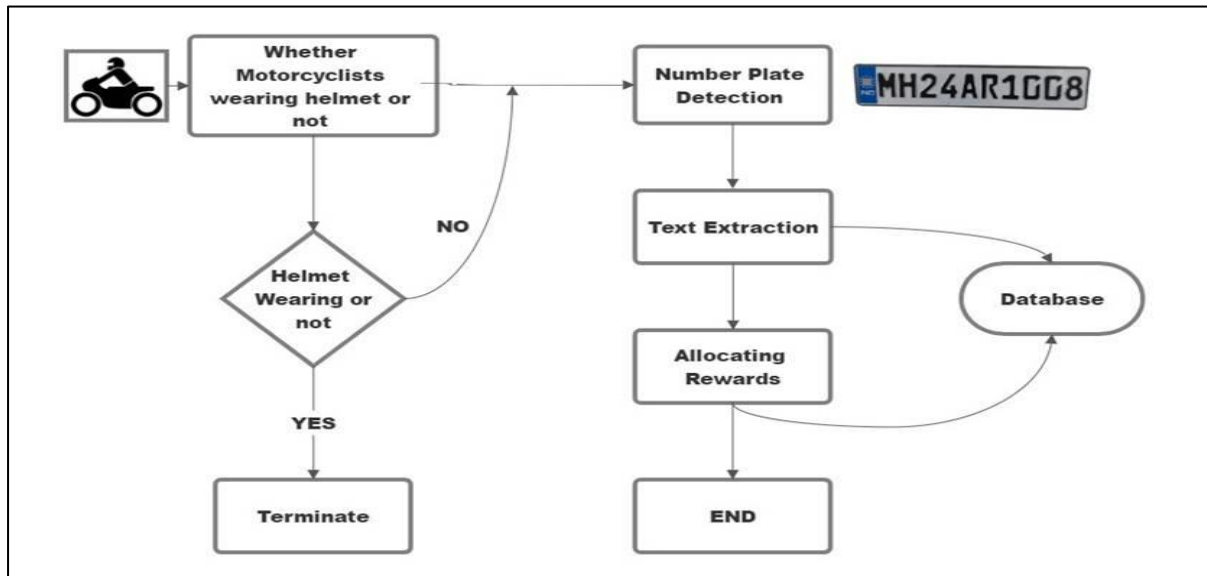 Whether
Motorcyclists
wearing helmet or
not
Number Plate
Detection
MH24AR1008
Text Extraction
NO
Helmet
Wearing or
not
Database
Allocating
Rewards
YES
Terminate
END